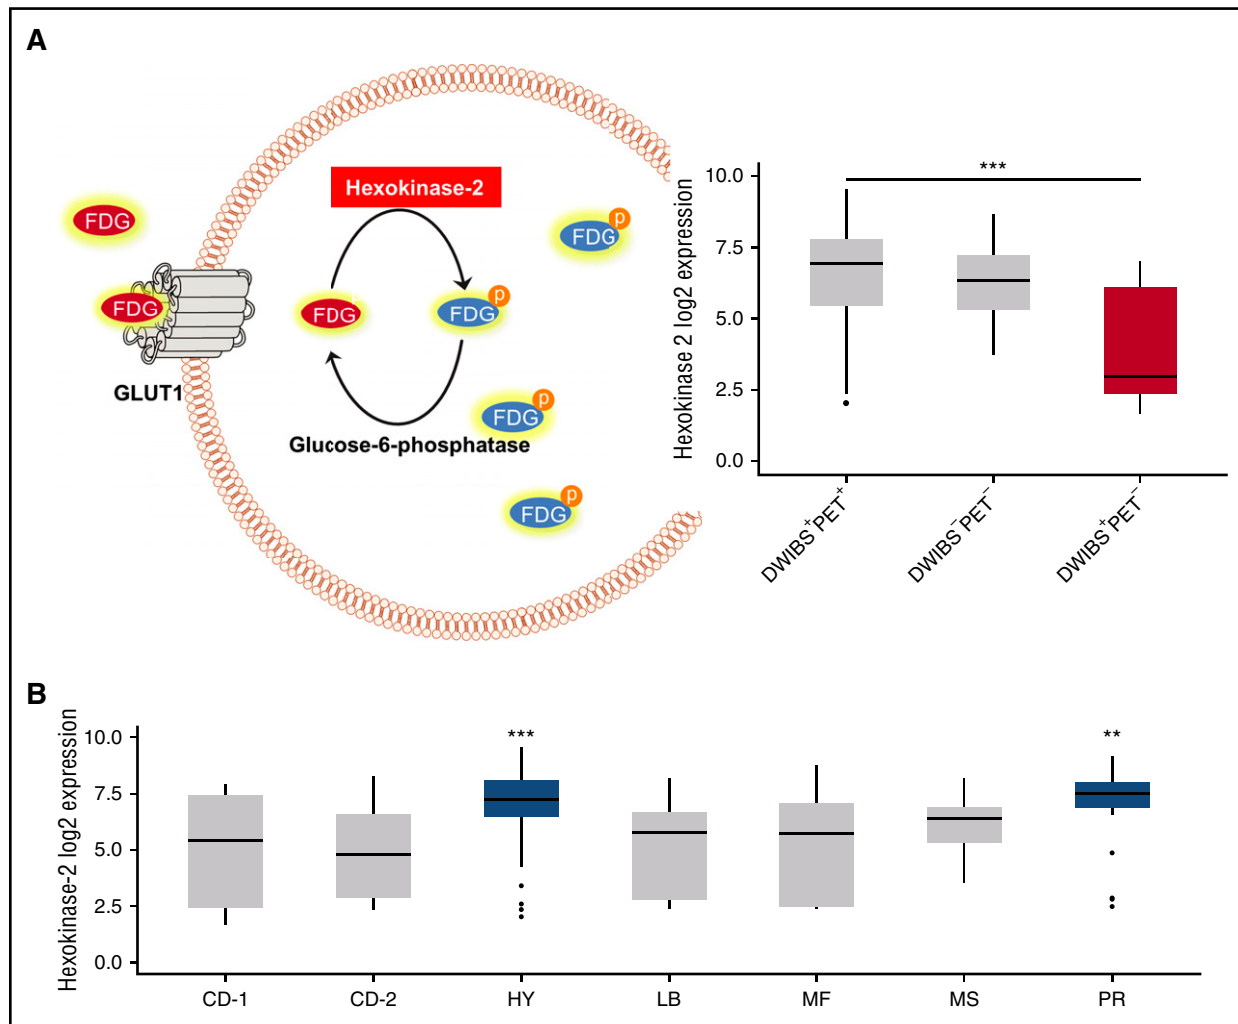 A
Hexokinase-2
FDG
FDG
FDG
FDG
p
FDG
p
FDG
p
FDG
p
GLUT1
Glucose-6-phosphatase
Hexokinase 2 log2 expression
10.0
7.5
5.0
2.5
0.0
***
DWIBS⁺PET⁺
DWIBS⁻PET⁻
DWIBS⁺PET⁻
B
Hexokinase-2 log2 expression
10.0
7.5
5.0
2.5
0.0
***
**
CD-1 CD-2 HY LB MF MS PR